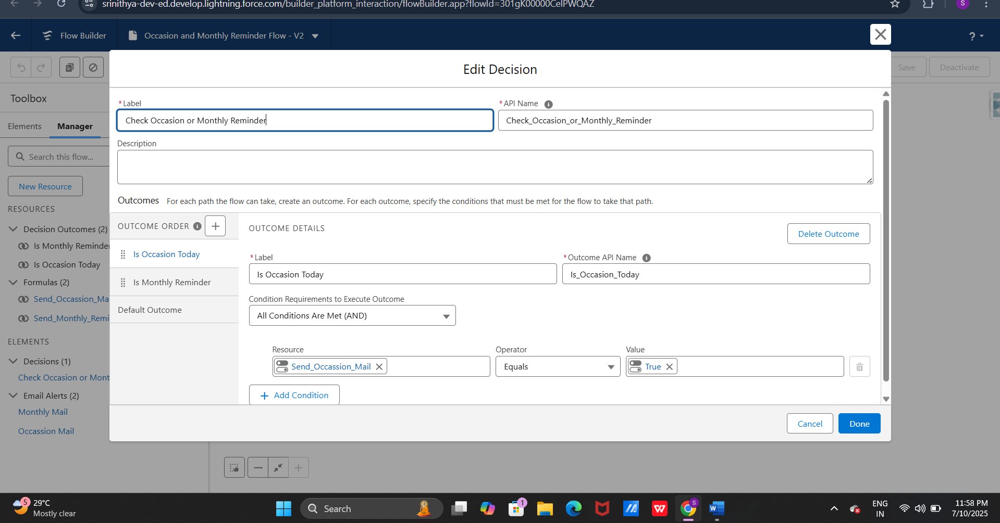 srinithya-dev-ed.develop.lightning.force.com/builder_platform_interaction/flowBuilder.app?flowId=301gK00000CelPWQAZ
S
Flow Builder
Occasion and Monthly Reminder Flow - V2
?
Save
Deactivate
Toolbox
Elements
Manager
Search this flow...
New Resource
RESOURCES
Decision Outcomes (2)
Is Monthly Reminder
Is Occasion Today
Formulas (2)
Send_Occassion_Ma
Send_Monthly_Remi
ELEMENTS
Decisions (1)
Check Occasion or Mont
Email Alerts (2)
Monthly Mail
Occassion Mail
Edit Decision
* Label
* API Name
Check Occasion or Monthly Reminder
Check_Occasion_or_Monthly_Reminder
Description
Outcomes For each path the flow can take, create an outcome. For each outcome, specify the conditions that must be met for the flow to take that path.
OUTCOME ORDER
Is Occasion Today
Is Monthly Reminder
Default Outcome
OUTCOME DETAILS
Delete Outcome
* Label
* Outcome API Name
Is Occasion Today
Is_Occasion_Today
Condition Requirements to Execute Outcome
All Conditions Are Met (AND)
Resource
Operator
Value
Send_Occassion_Mail
Equals
True
Add Condition
Cancel
Done
5
29°C
Mostly clear
Search
1
S
W
ENG
IN
11:58 PM
7/10/2025